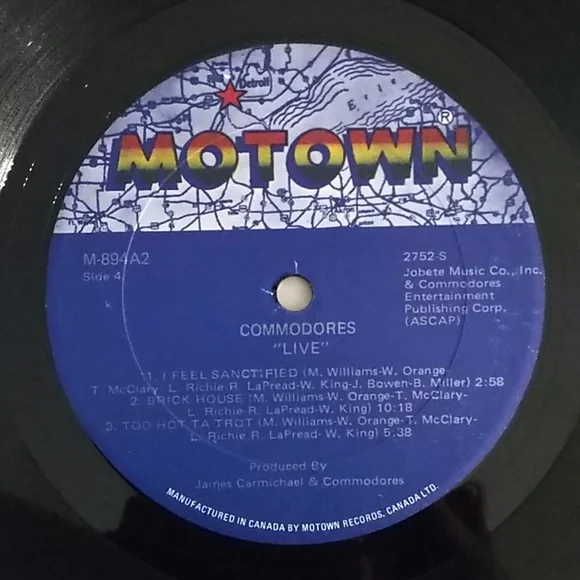 Detroit
Erie
MOTOWN®
M-894A2
Side 4
2752-S
Jobete Music Co., Inc.
& Commodores
Entertainment
Publishing Corp.
(ASCAP)
COMMODORES
"LIVE"
1. I FEEL SANCTIFIED (M. Williams-W. Orange-
T. McClary- L. Richie-R. LaPread-W. King-J. Bowen-B. Miller) 2:58
2. BRICK HOUSE (M. Williams-W. Orange-T. McClary-
L. Richie-R. LaPread- W. King) 10:18
3. TOO HOT TA TROT (M. Williams-W. Orange-T. McClary-
L. Richie-R. LaPread-W. King) 5:38
Produced By
James Carmichael & Commodores
MANUFACTURED IN CANADA BY MOTOWN RECORDS, CANADA LTD.